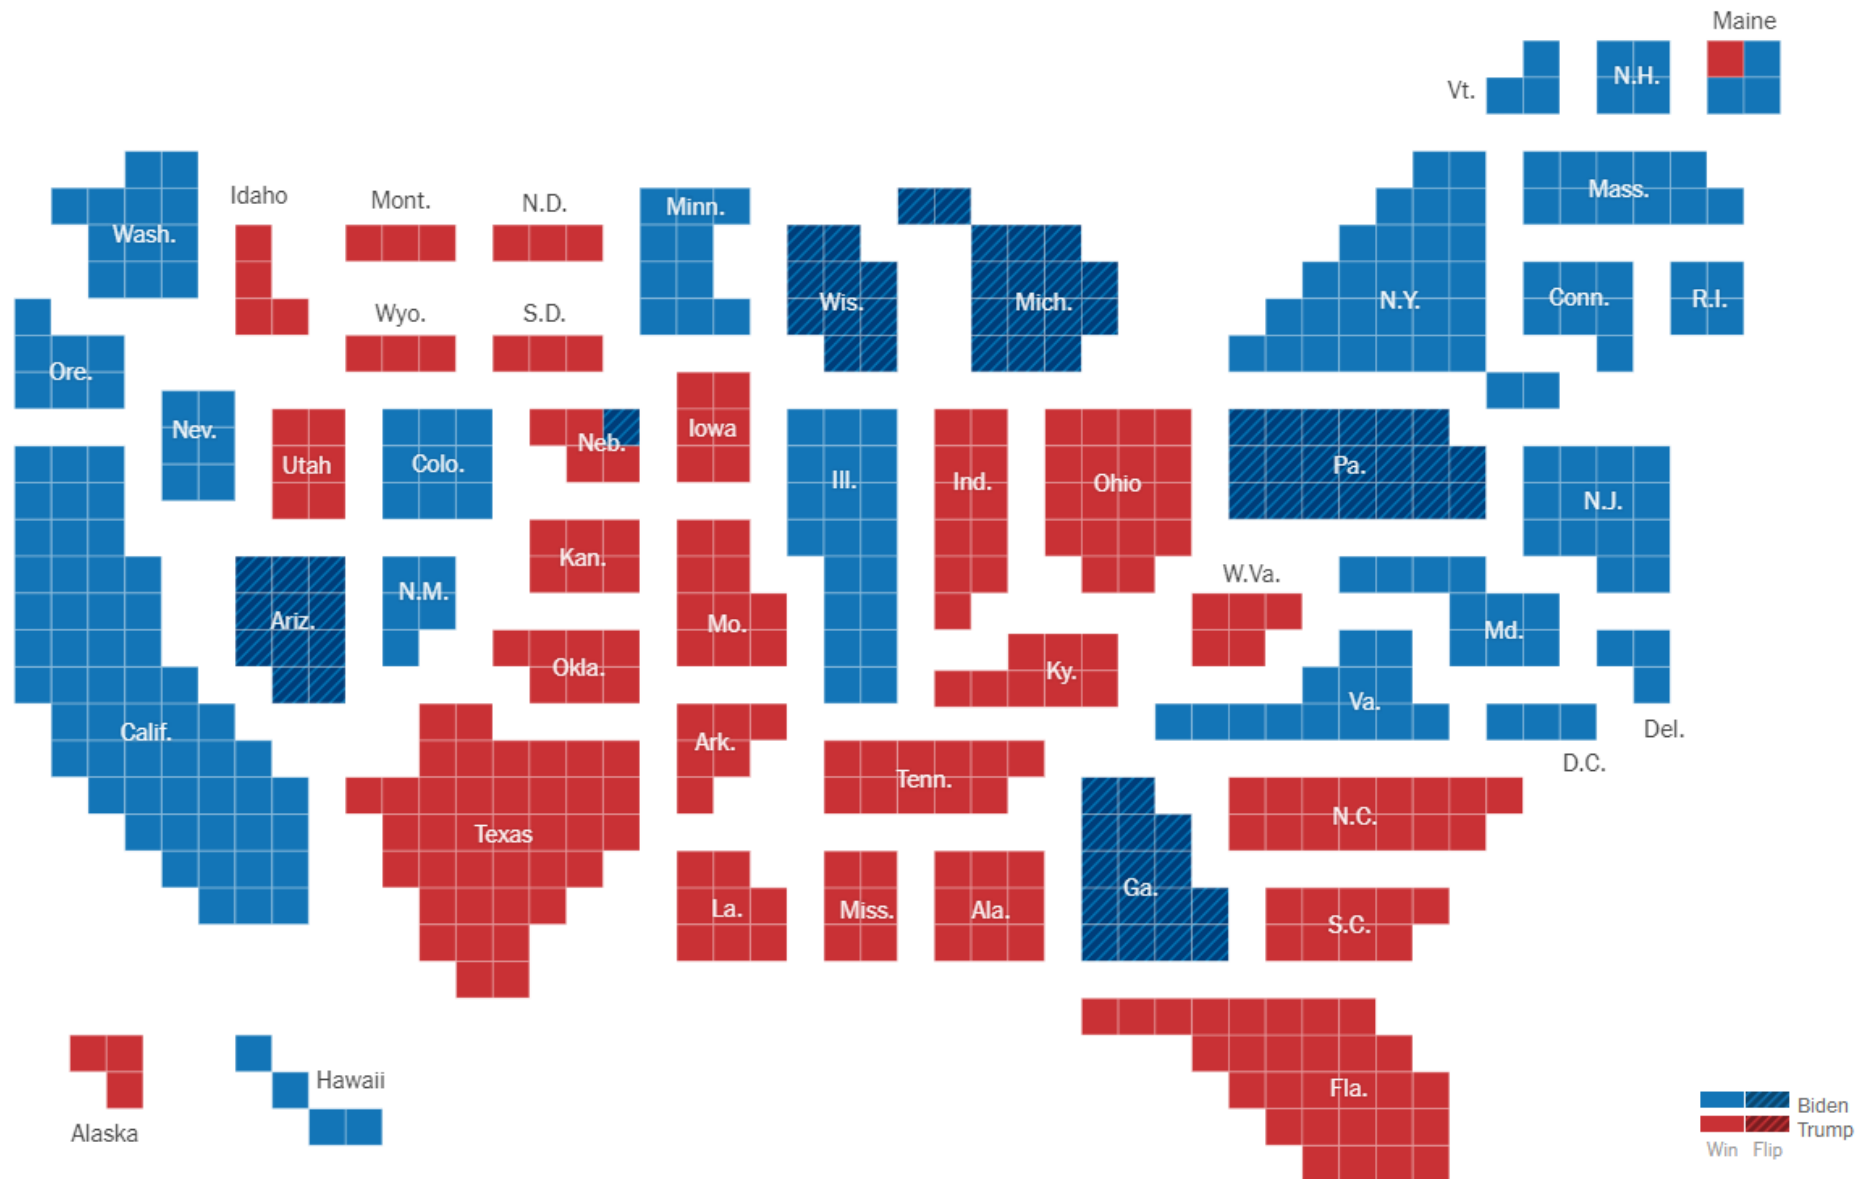 Maine
Vt.
N.H.
Mass.
Wash.
Idaho
Mont.
N.D.
Minn.
Wis.
Mich.
N.Y.
Conn.
R.I.
Wyo.
S.D.
Ore.
Nev.
Utah
Colo.
Neb.
Iowa
Ill.
Ind.
Ohio
Pa.
N.J.
Kan.
W.Va.
Ariz.
N.M.
Mo.
Md.
Okla.
Ky.
Va.
Del.
Calif.
Ark.
D.C.
Tenn.
Texas
N.C.
Ga.
La.
Miss.
Ala.
S.C.
Hawaii
Fla.
Alaska
Biden
Trump
Win Flip